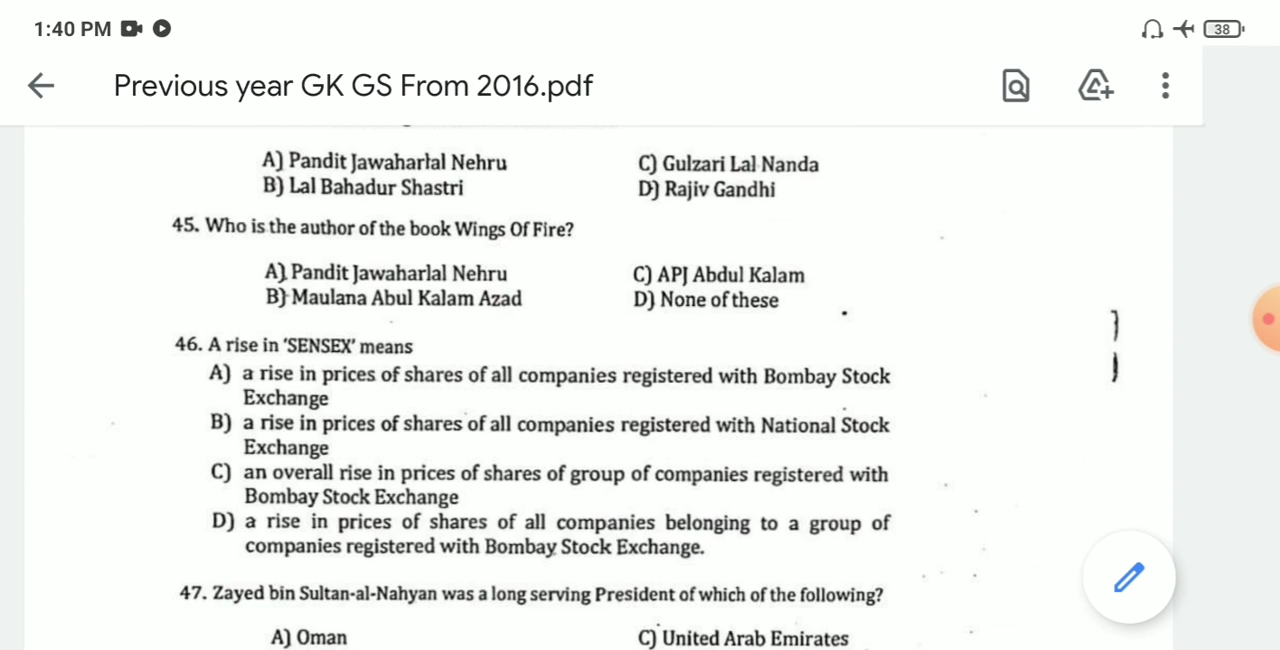 1:40 PM
38
Previous year GK GS From 2016.pdf
A) Pandit Jawaharlal Nehru
C) Gulzari Lal Nanda
B) Lal Bahadur Shastri
D) Rajiv Gandhi
45. Who is the author of the book Wings Of Fire?
A) Pandit Jawaharlal Nehru
C) APJ Abdul Kalam
B) Maulana Abul Kalam Azad
D) None of these
46. A rise in ‘SENSEX’ means
A) a rise in prices of shares of all companies registered with Bombay Stock
Exchange
B) a rise in prices of shares of all companies registered with National Stock
Exchange
C) an overall rise in prices of shares of group of companies registered with
Bombay Stock Exchange
D) a rise in prices of shares of all companies belonging to a group of
companies registered with Bombay Stock Exchange.
47. Zayed bin Sultan-al-Nahyan was a long serving President of which of the following?
A) Oman
C) United Arab Emirates